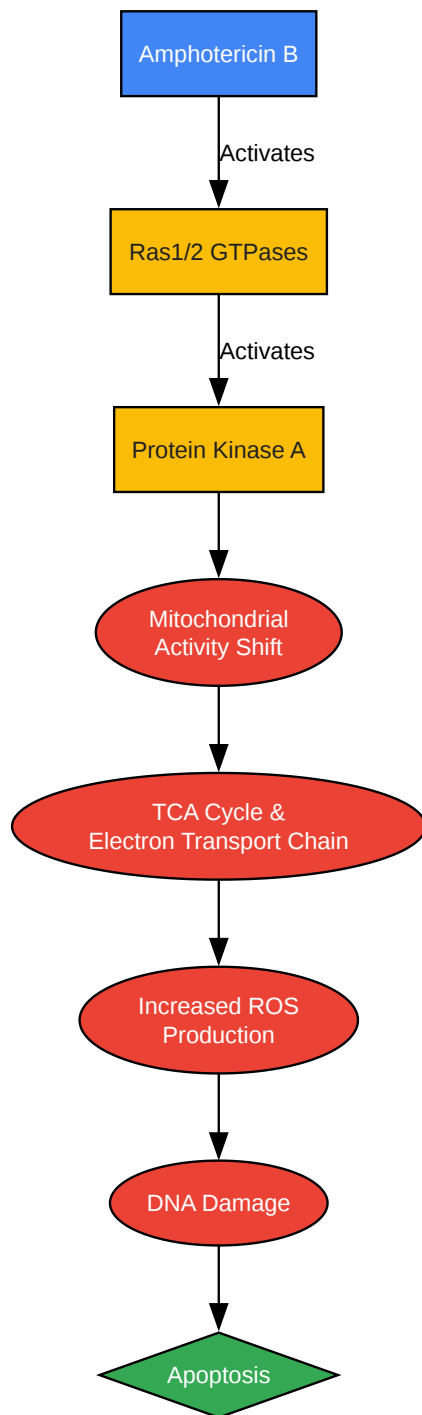 Amphotericin B
Activates
Ras1/2 GTPases
Activates
Protein Kinase A
Mitochondrial
Activity Shift
TCA Cycle &
Electron Transport Chain
Increased ROS
Production
DNA Damage
Apoptosis